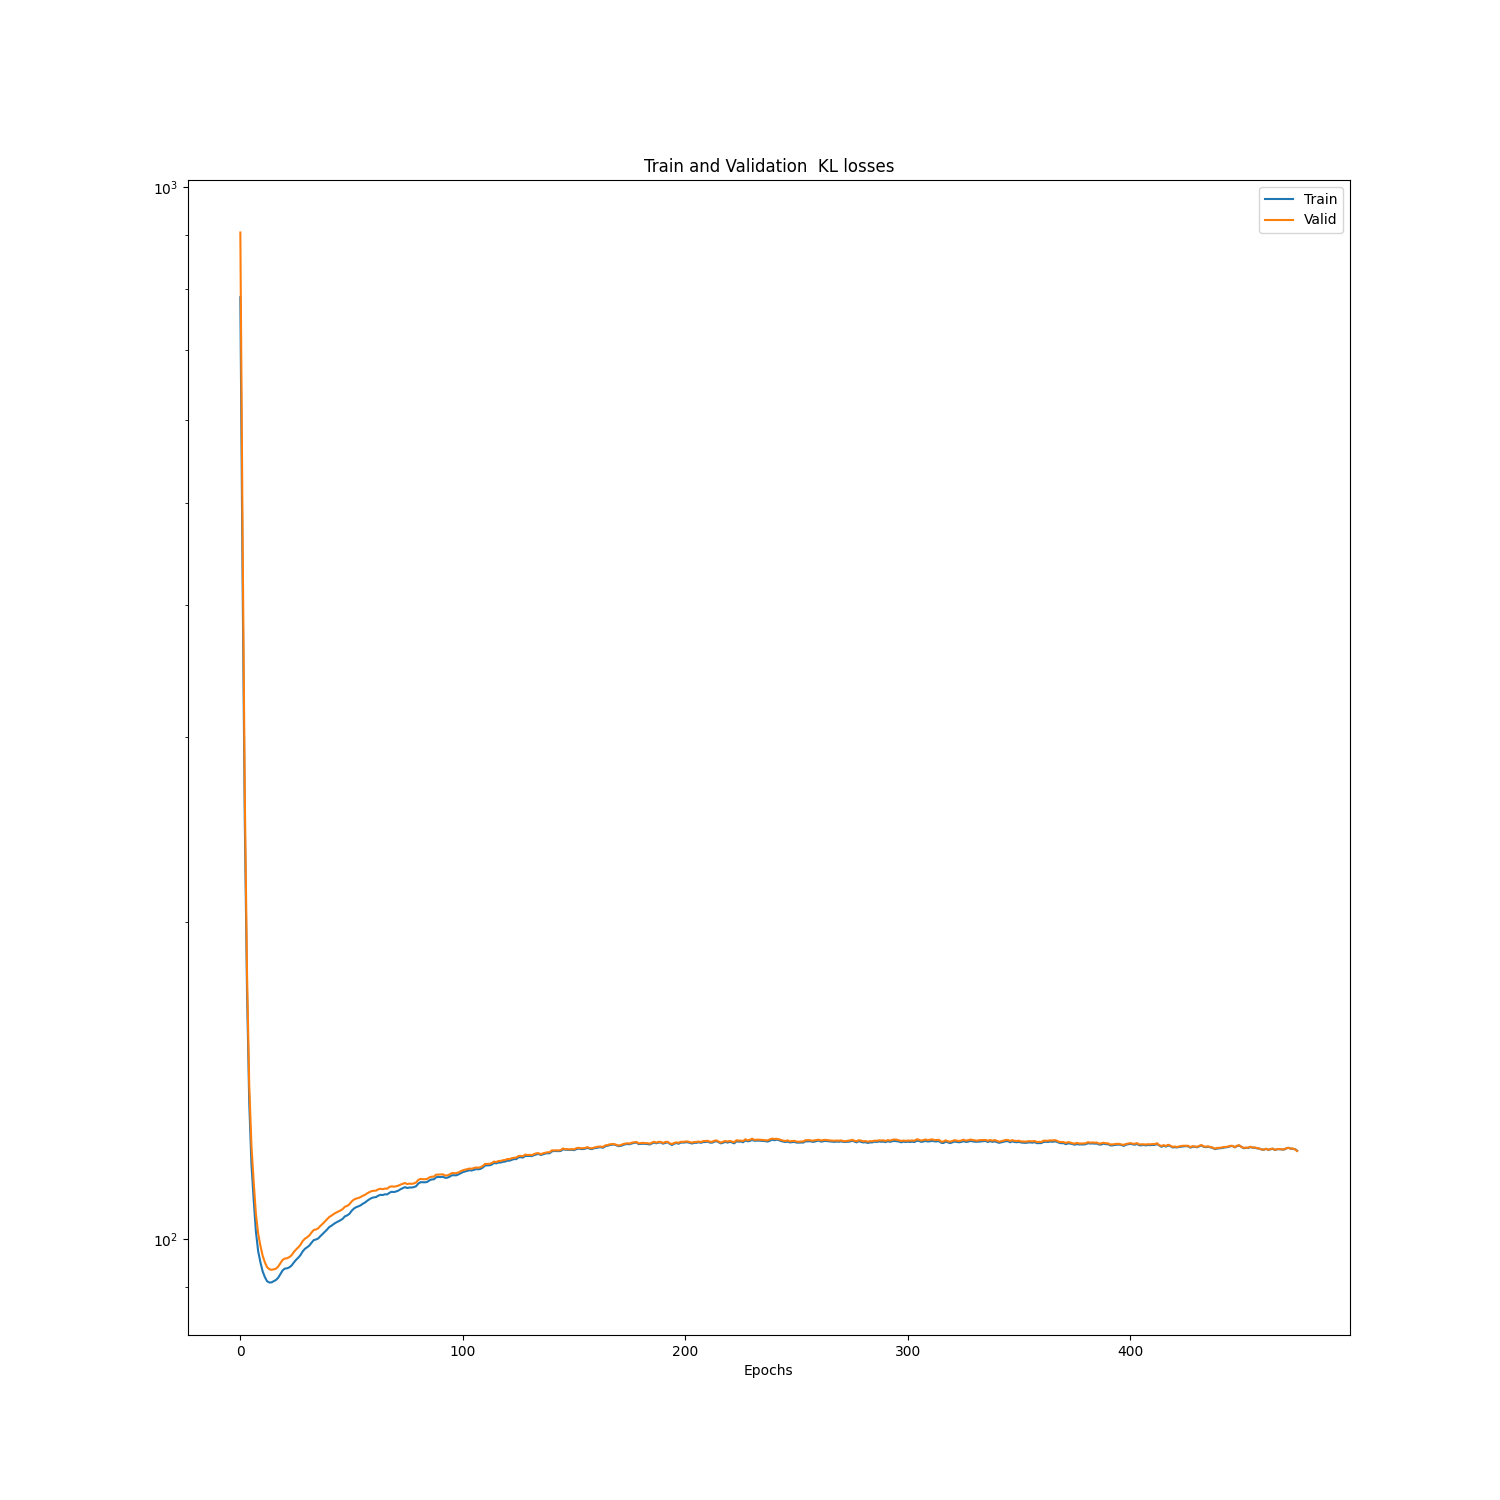 Train and Validation  KL losses
10³
Train
Valid
10²
0 100 200 300 400
Epochs